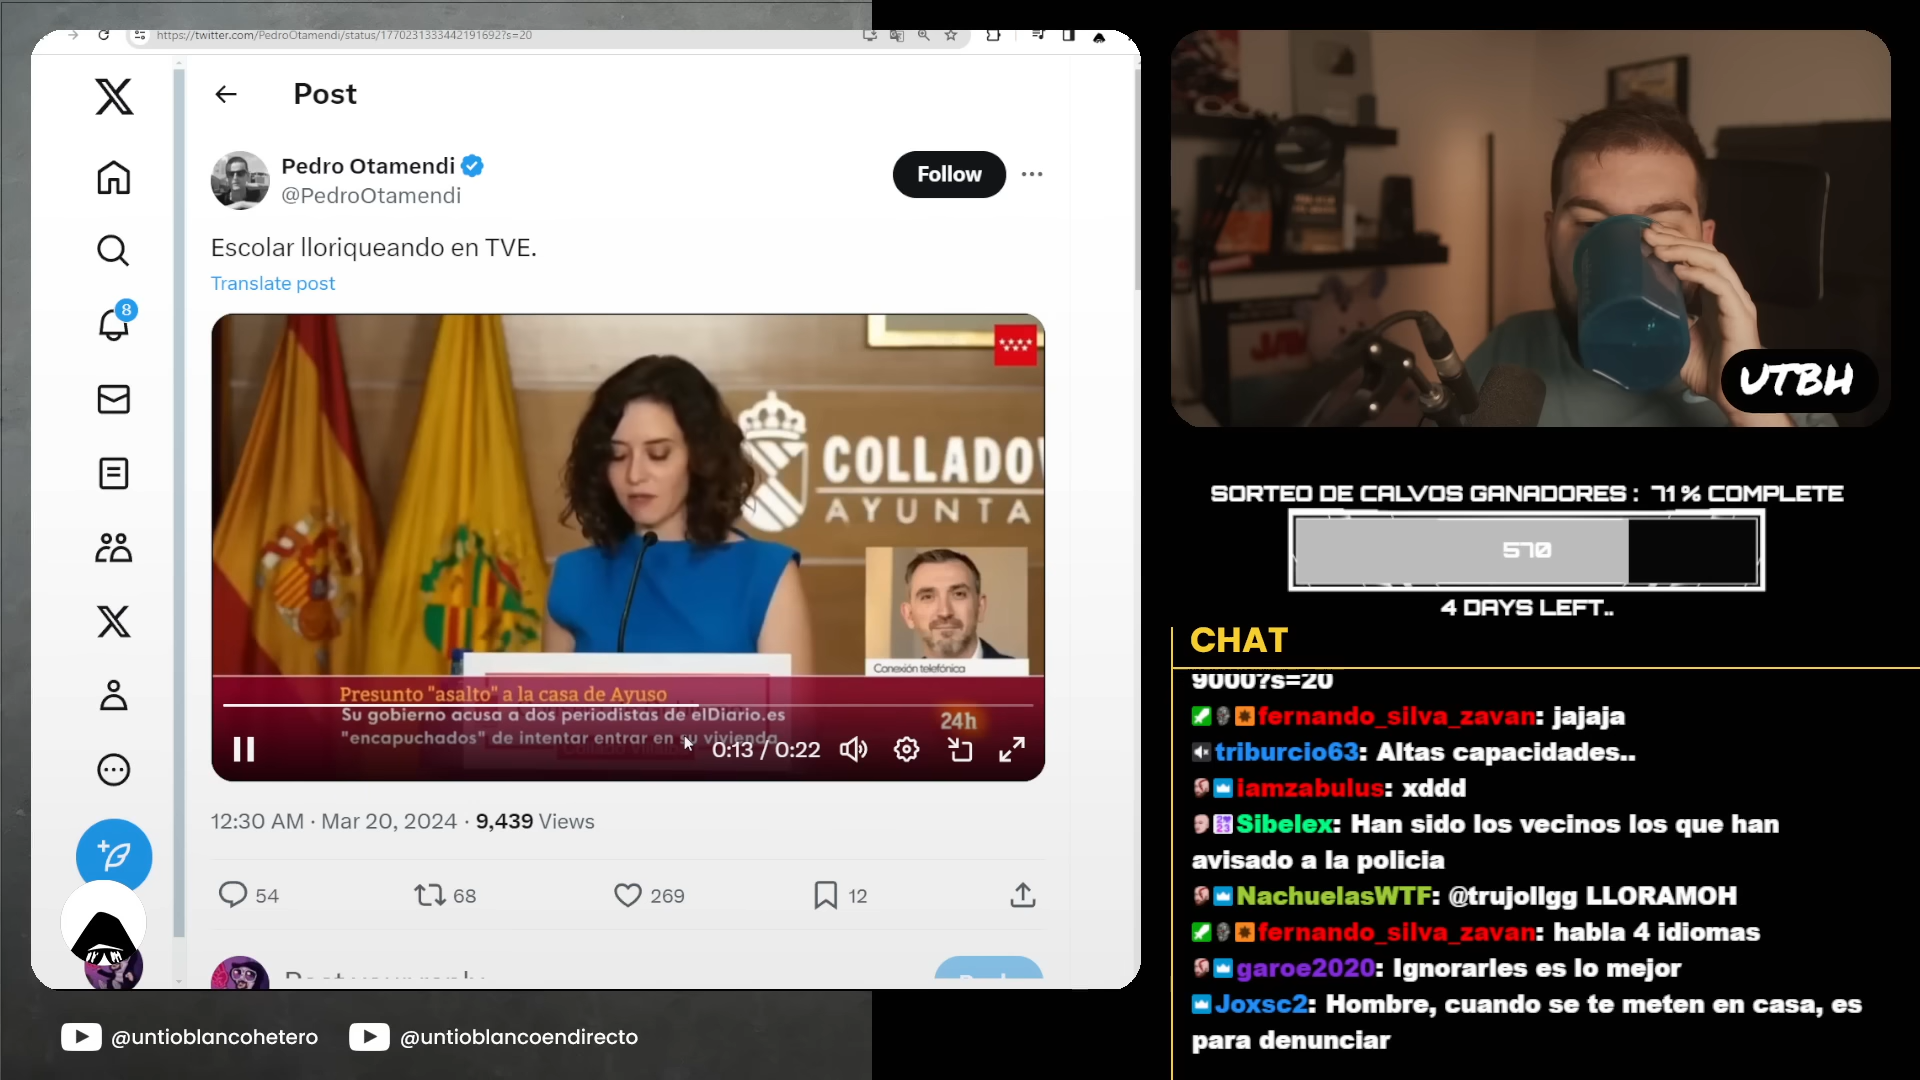 https://twitter.com/PedroOtamendi/status/1770231333442191692?s=20
Post
Pedro Otamendi
@PedroOtamendi
Follow
8
Escolar lloriqueando en TVE.
Translate post
COLLADO
AYUNTA
Conexión telefónica
Presunto "asalto" a la casa de Ayuso
Su gobierno acusa a dos periodistas de elDiario.es
"encapuchados" de intentar entrar en su vivienda
24h
0:13 / 0:22
12:30 AM · Mar 20, 2024 · 9,439 Views
54
68
269
12
Post your reply
@untioblancohetero
@untioblancoendirecto
UTBH
SORTEO DE CALVOS GANADORES : 71% COMPLETE
570
4 DAYS LEFT..
CHAT
9000?s=20
fernando_silva_zavan: jajaja
triburcio63: Altas capacidades..
iamzabulus: xddd
Sibelex: Han sido los vecinos los que han
avisado a la policia
NachuelasWTF: @trujollgg LLORAMOH
fernando_silva_zavan: habla 4 idiomas
garoe2020: Ignorarles es lo mejor
Joxsc2: Hombre, cuando se te meten en casa, es
para denunciar